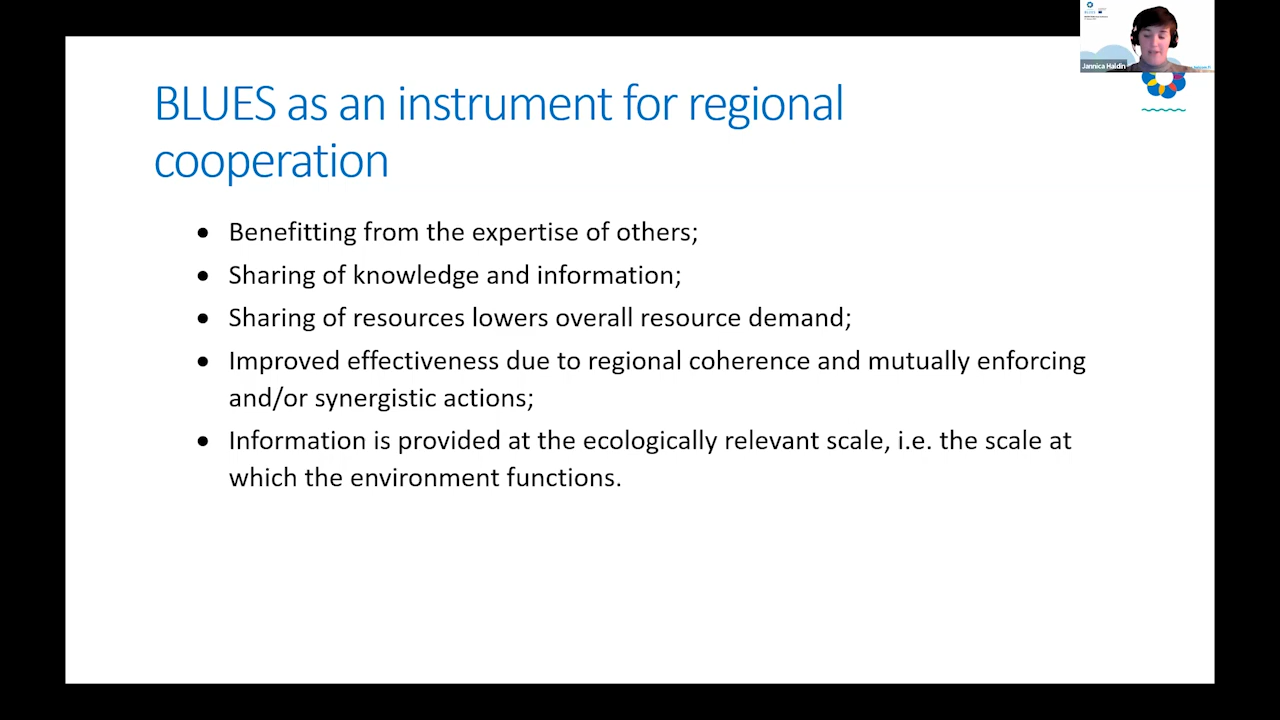 BLUES as an instrument for regional
cooperation
• Benefitting from the expertise of others;
• Sharing of knowledge and information;
• Sharing of resources lowers overall resource demand;
• Improved effectiveness due to regional coherence and mutually enforcing
and/or synergistic actions;
• Information is provided at the ecologically relevant scale, i.e. the scale at
which the environment functions.
Jannica Haldin